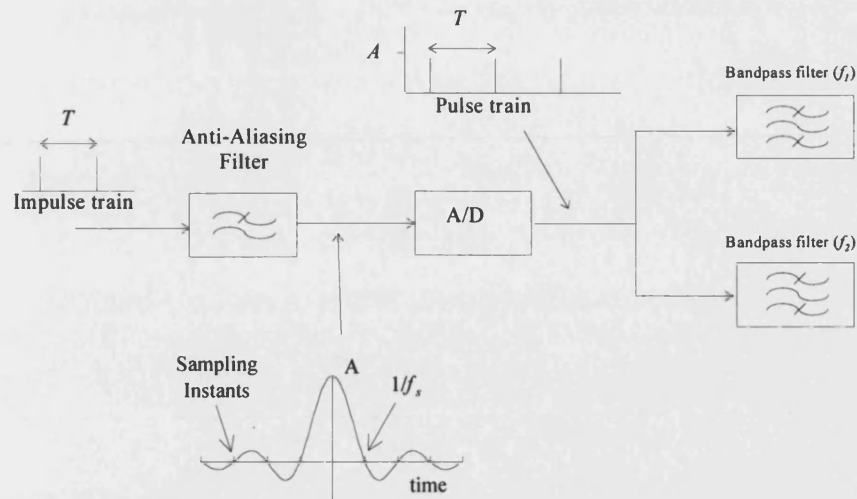 T
A
Pulse train
Bandpass filter (f1)
T
Impulse train
Anti-Aliasing
Filter
A/D
Bandpass filter (f2)
Sampling
Instants
A
1/fs
time